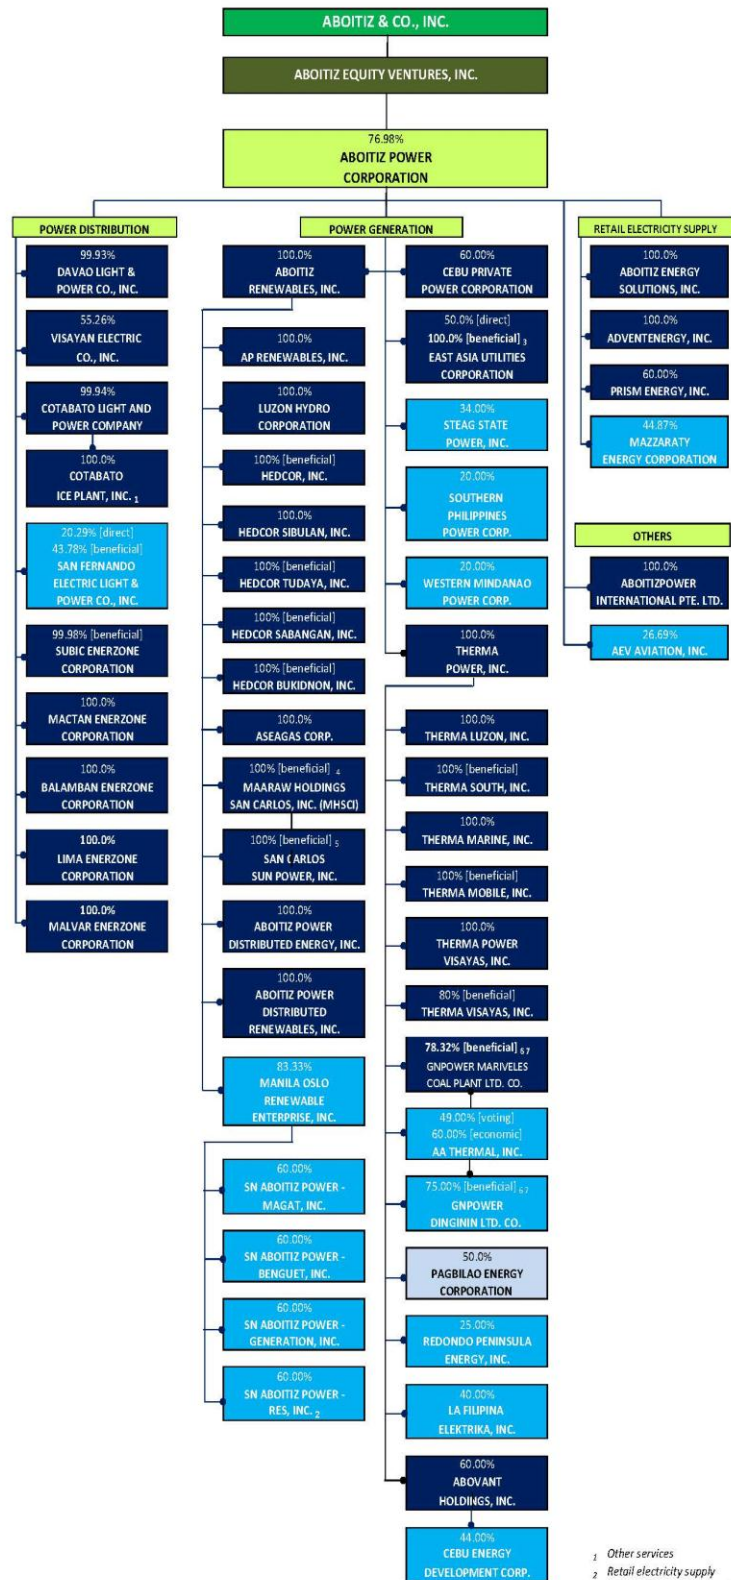 ABOITIZ & CO., INC.
ABOITIZ EQUITY VENTURES, INC.
76.98%
ABOITIZ POWER
CORPORATION
POWER DISTRIBUTION
99.93%
DAVAO LIGHT &
POWER CO., INC.
55.26%
VISAYAN ELECTRIC
CO., INC.
99.94%
COTABATO LIGHT AND
POWER COMPANY
100.0%
COTABATO
ICE PLANT, INC. 1
20.29% [direct]
43.78% [beneficial]
SAN FERNANDO
ELECTRIC LIGHT &
POWER CO., INC.
99.98% [beneficial]
SUBIC ENERZONE
CORPORATION
100.0%
MACTAN ENERZONE
CORPORATION
100.0%
BALAMBAN ENERZONE
CORPORATION
100.0%
LIMA ENERZONE
CORPORATION
100.0%
MALVAR ENERZONE
CORPORATION
POWER GENERATION
100.0%
ABOITIZ
RENEWABLES, INC.
100.0%
AP RENEWABLES, INC.
100.0%
LUZON HYDRO
CORPORATION
100% [beneficial]
HEDCOR, INC.
100.0%
HEDCOR SIBULAN, INC.
100% [beneficial]
HEDCOR TUDAYA, INC.
100% [beneficial]
HEDCOR SABANGAN, INC.
100% [beneficial]
HEDCOR BUKIDNON, INC.
100.0%
ASEAGAS CORP.
100% [beneficial] 4
MAARAW HOLDINGS
SAN CARLOS, INC. (MHSCI)
100% [beneficial] 5
SAN CARLOS
SUN POWER, INC.
100.0%
ABOITIZ POWER
DISTRIBUTED ENERGY, INC.
100.0%
ABOITIZ POWER
DISTRIBUTED
RENEWABLES, INC.
83.33%
MANILA OSLO
RENEWABLE
ENTERPRISE, INC.
60.00%
SN ABOITIZ POWER -
MAGAT, INC.
60.00%
SN ABOITIZ POWER -
BENGUET, INC.
60.00%
SN ABOITIZ POWER -
GENERATION, INC.
60.00%
SN ABOITIZ POWER -
RES, INC. 2
60.00%
CEBU PRIVATE
POWER CORPORATION
50.0% [direct]
100.0% [beneficial] 3
EAST ASIA UTILITIES
CORPORATION
34.00%
STEAG STATE
POWER, INC.
20.00%
SOUTHERN
PHILIPPINES
POWER CORP.
20.00%
WESTERN MINDANAO
POWER CORP.
100.0%
THERMA
POWER, INC.
100.0%
THERMA LUZON, INC.
100% [beneficial]
THERMA SOUTH, INC.
100.0%
THERMA MARINE, INC.
100% [beneficial]
THERMA MOBILE, INC.
100.0%
THERMA POWER
VISAYAS, INC.
80% [beneficial]
THERMA VISAYAS, INC.
78.32% [beneficial] 6 7
GNPOWER MARIVELES
COAL PLANT LTD. CO.
49.00% [voting]
60.00% [economic]
AA THERMAL, INC.
75.00% [beneficial] 6 7
GNPOWER
DINGININ LTD. CO.
50.0%
PAGBILAO ENERGY
CORPORATION
25.00%
REDONDO PENINSULA
ENERGY, INC.
40.00%
LA FILIPINA
ELEKTRIKA, INC.
60.00%
ABOVANT
HOLDINGS, INC.
44.00%
CEBU ENERGY
DEVELOPMENT CORP.
RETAIL ELECTRICITY SUPPLY
100.0%
ABOITIZ ENERGY
SOLUTIONS, INC.
100.0%
ADVENTENERGY, INC.
60.00%
PRISM ENERGY, INC.
44.87%
MAZZARATY
ENERGY CORPORATION
OTHERS
100.0%
ABOITIZPOWER
INTERNATIONAL PTE. LTD.
26.69%
AEV AVIATION, INC.
1 Other services
2 Retail electricity supply